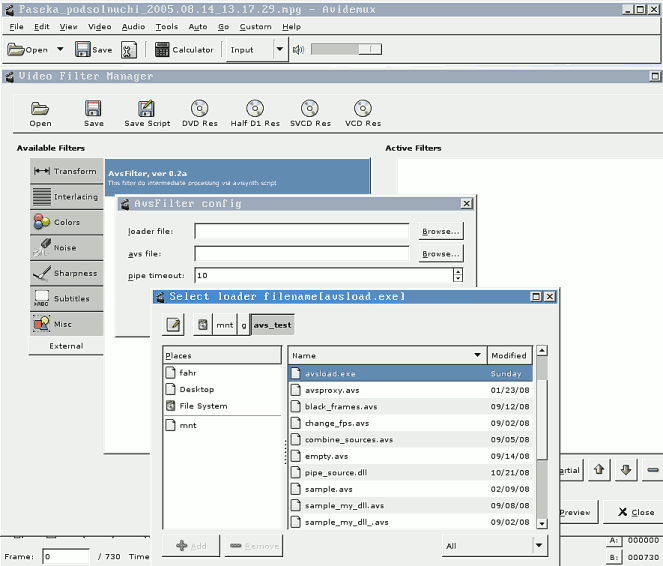 Paseka_podsolnuchi_2005.08.14_13.17.29.mpg - Avidemux
File Edit View Video Audio Tools Auto Go Custom Help
Open Save Calculator Input
Video Filter Manager
Open Save Save Script DVD Res Half D1 Res SVCD Res VCD Res
Available Filters Active Filters
Transform
Interlacing
Colors
Noise
Sharpness
Subtitles
Misc
External
AvsFilter, ver 0.2a
This filter do intermediate processing via avisynth script
AvsFilter config
loader file: Browse...
avs file: Browse...
pipe timeout: 10
Select loader filename[avsload.exe]
mnt g avs_test
Places
fahr
Desktop
File System
mnt
Name Modified
avsload.exe Sunday
avsproxy.avs 01/23/08
black_frames.avs 09/12/08
change_fps.avs 09/02/08
combine_sources.avs 09/05/08
empty.avs 09/14/08
pipe_source.dll 10/21/08
sample.avs 02/09/08
sample_my_dll.avs 09/08/08
sample_my_dll_.avs 09/02/08
Add Remove All
artial
Preview Close
Frame: 0 / 730 Time
A: 000000
B: 000730